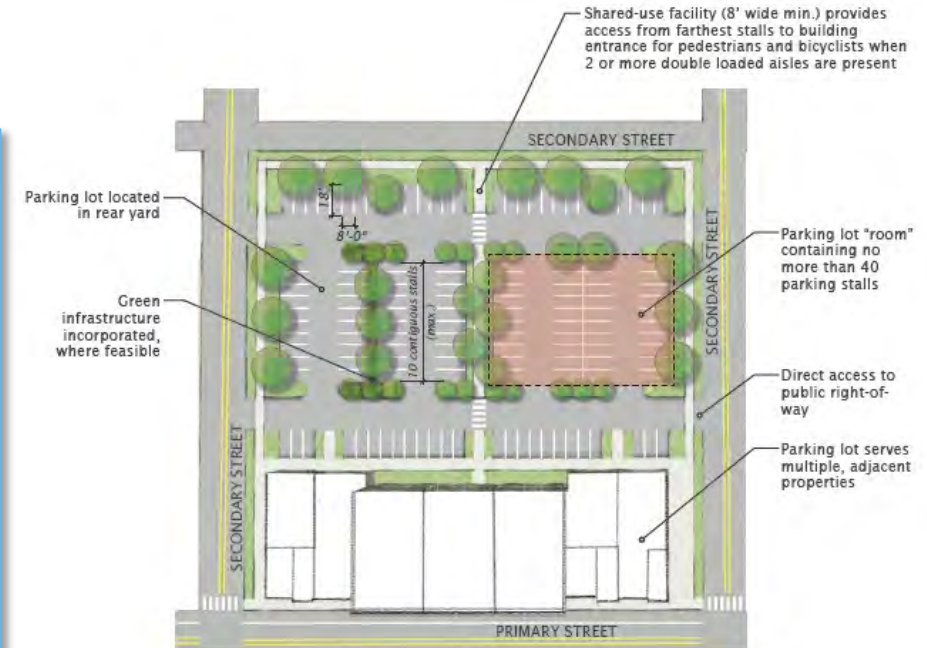 Shared-use facility (8' wide min.) provides
access from farthest stalls to building
entrance for pedestrians and bicyclists when
2 or more double loaded aisles are present
SECONDARY STREET
Parking lot located
in rear yard
18'
8'-0"
Green
infrastructure
incorporated,
where feasible
10 contiguous stalls
(max.)
Parking lot "room"
containing no
more than 40
parking stalls
SECONDARY STREET
Direct access to
public right-of-
way
Parking lot serves
multiple, adjacent
properties
SECONDARY STREET
PRIMARY STREET